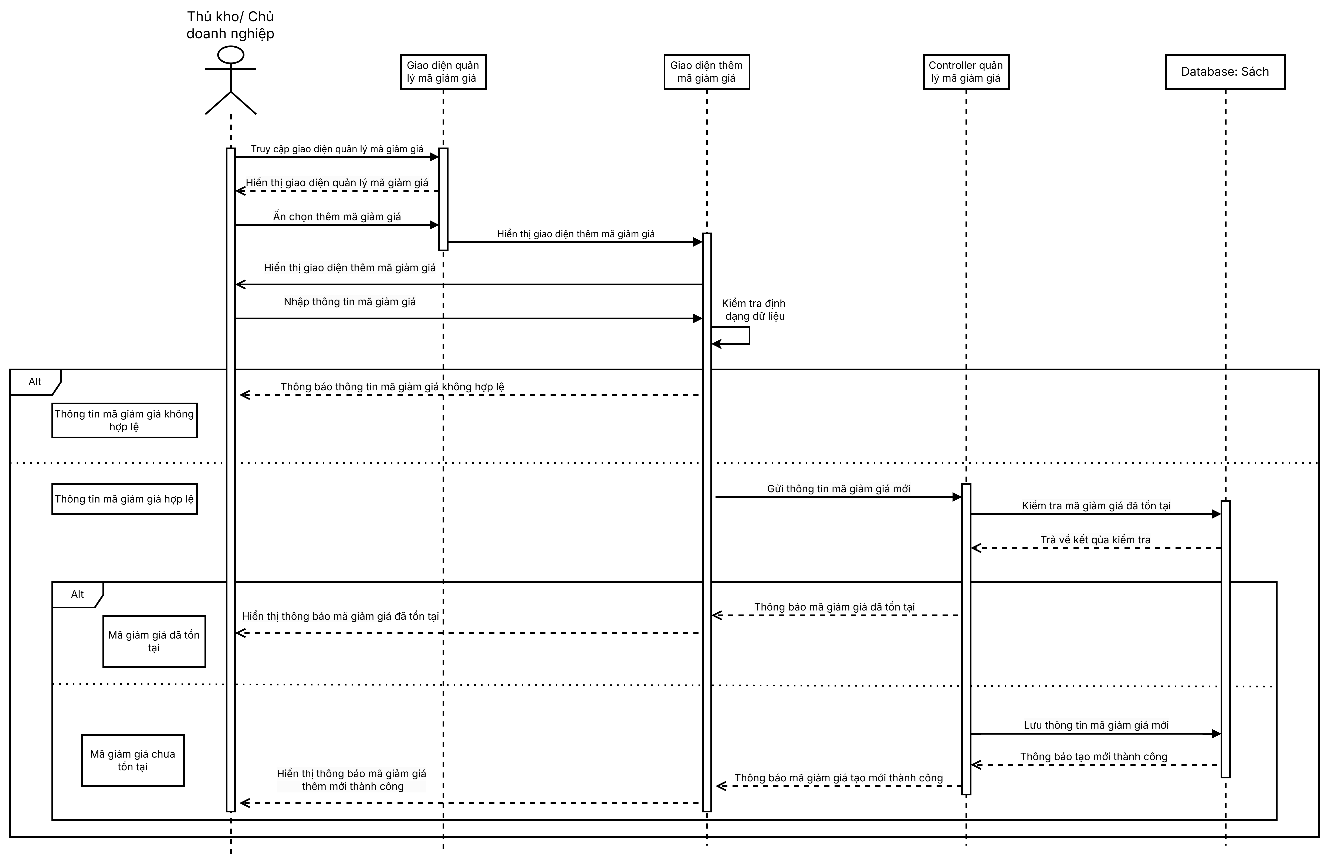 Thủ kho/ Chủ
doanh nghiệp
Giao diện quản
lý mã giảm giá
Giao diện thêm
mã giảm giá
Controller quản
lý mã giảm giá
Database: Sách
Truy cập giao diện quản lý mã giảm giá
Hiển thị giao diện quản lý mã giảm giá
Ấn chọn thêm mã giảm giá
Hiển thị giao diện thêm mã giảm giá
Hiển thị giao diện thêm mã giảm giá
Nhập thông tin mã giảm giá
Kiểm tra định
dạng dữ liệu
Alt
Thông báo thông tin mã giảm giá không hợp lệ
Thông tin mã giảm giá không
hợp lệ
Thông tin mã giảm giá hợp lệ
Gửi thông tin mã giảm giá mới
Kiểm tra mã giảm giá đã tồn tại
Trả về kết qủa kiểm tra
Alt
Thông báo mã giảm giá đã tồn tại
Hiển thị thông báo mã giảm giá đã tồn tại
Mã giảm giá đã tồn
tại
Lưu thông tin mã giảm giá mới
Mã giảm giá chưa
tồn tại
Thông báo tạo mới thành công
Thông báo mã giảm giá tạo mới thành công
Hiển thị thông báo mã giảm giá
thêm mới thành công